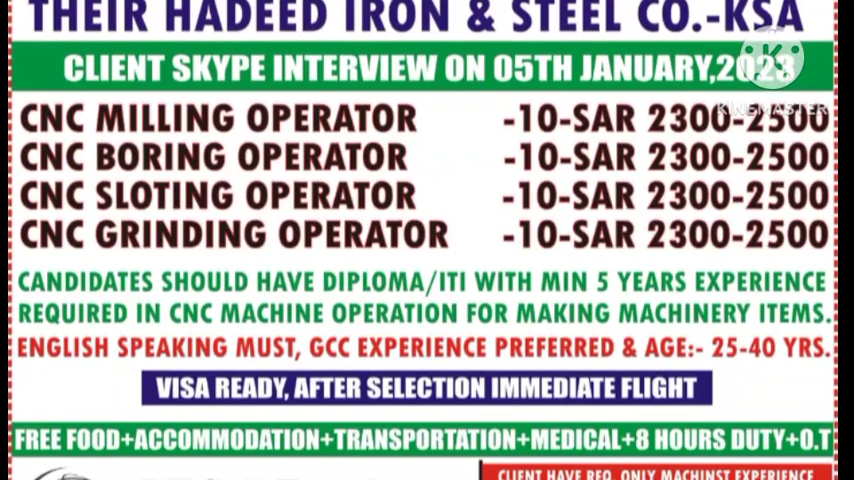 THEIR HADEED IRON & STEEL CO.-KSA
CLIENT SKYPE INTERVIEW ON 05TH JANUARY,2023
KINEMASTER
CNC MILLING OPERATOR -10-SAR 2300-2500
CNC BORING OPERATOR -10-SAR 2300-2500
CNC SLOTING OPERATOR -10-SAR 2300-2500
CNC GRINDING OPERATOR -10-SAR 2300-2500
CANDIDATES SHOULD HAVE DIPLOMA/ITI WITH MIN 5 YEARS EXPERIENCE
REQUIRED IN CNC MACHINE OPERATION FOR MAKING MACHINERY ITEMS.
ENGLISH SPEAKING MUST, GCC EXPERIENCE PREFERRED & AGE:- 25-40 YRS.
VISA READY, AFTER SELECTION IMMEDIATE FLIGHT
FREE FOOD+ACCOMMODATION+TRANSPORTATION+MEDICAL+8 HOURS DUTY+O.T
CLIENT HAVE REQ. ONLY MACHINST EXPERIENCE